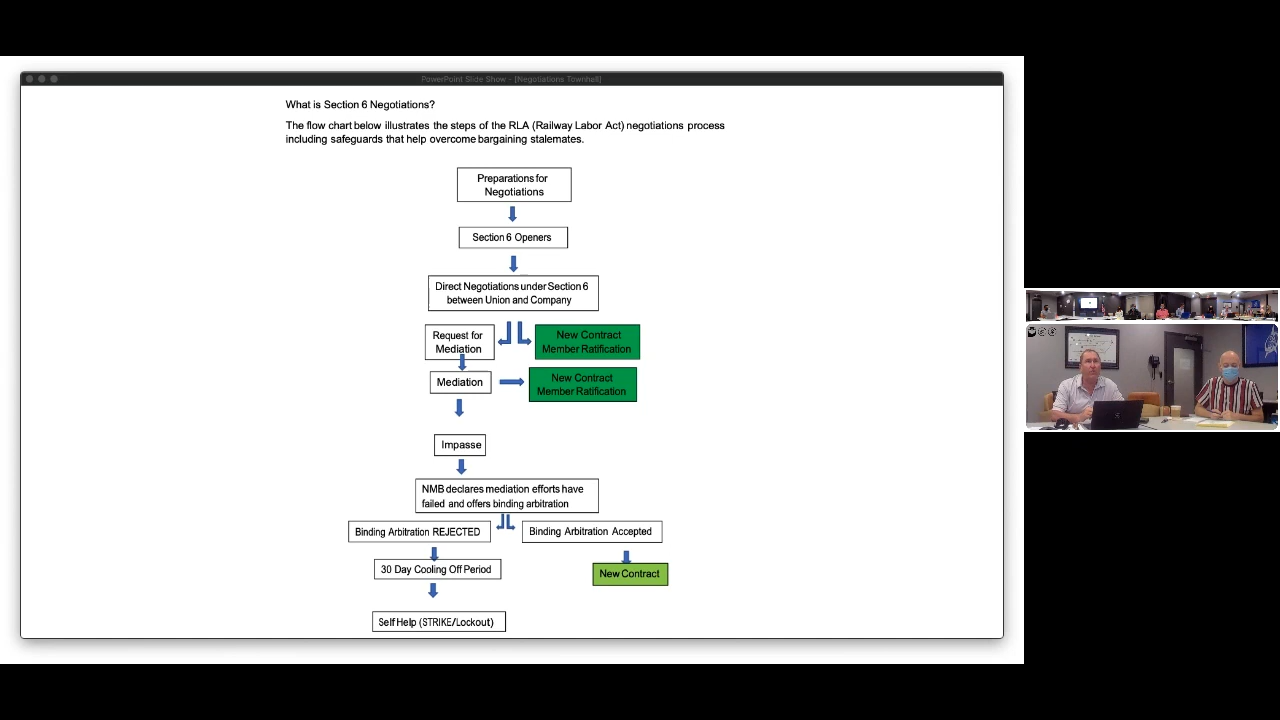 PowerPoint Slide Show - [Negotiations Townhall]
What is Section 6 Negotiations?
The flow chart below illustrates the steps of the RLA (Railway Labor Act) negotiations process
including safeguards that help overcome bargaining stalemates.
Preparations for
Negotiations
Section 6 Openers
Direct Negotiations under Section 6
between Union and Company
Request for
Mediation
New Contract
Member Ratification
Mediation
New Contract
Member Ratification
Impasse
NMB declares mediation efforts have
failed and offers binding arbitration
Binding Arbitration REJECTED
Binding Arbitration Accepted
30 Day Cooling Off Period
New Contract
Self Help (STRIKE/Lockout)